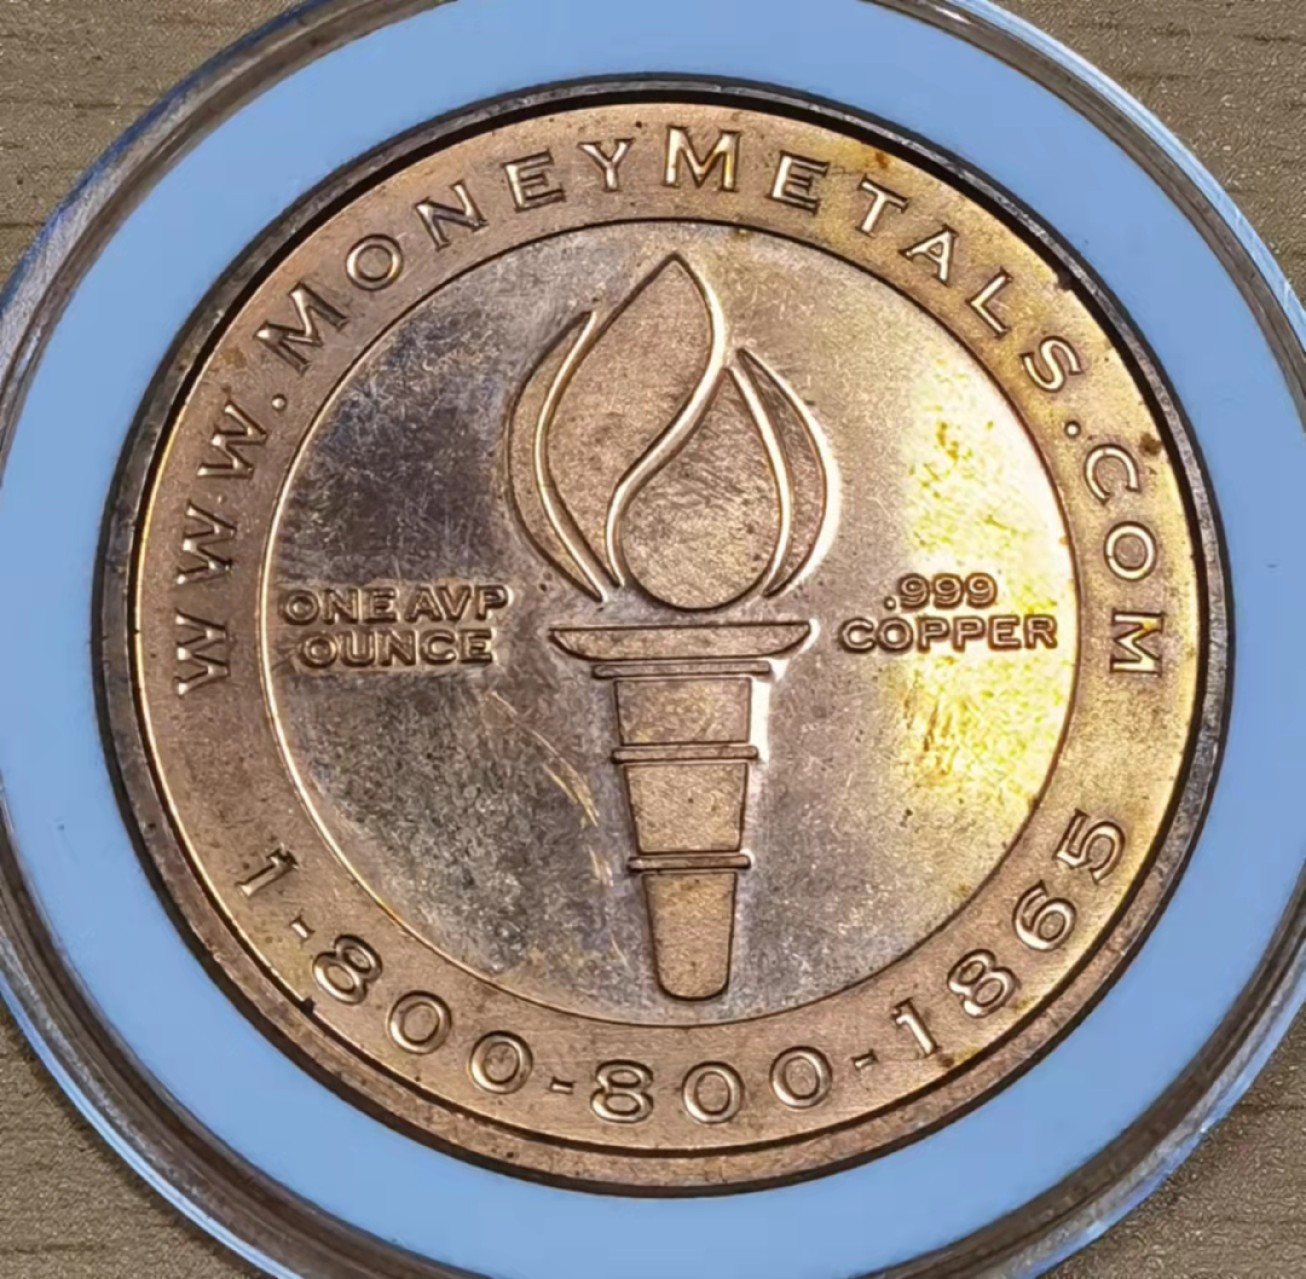 WWW.MONEYMETALS.COM
ONE AVP
OUNCE
.999
COPPER
1-800-800-1865